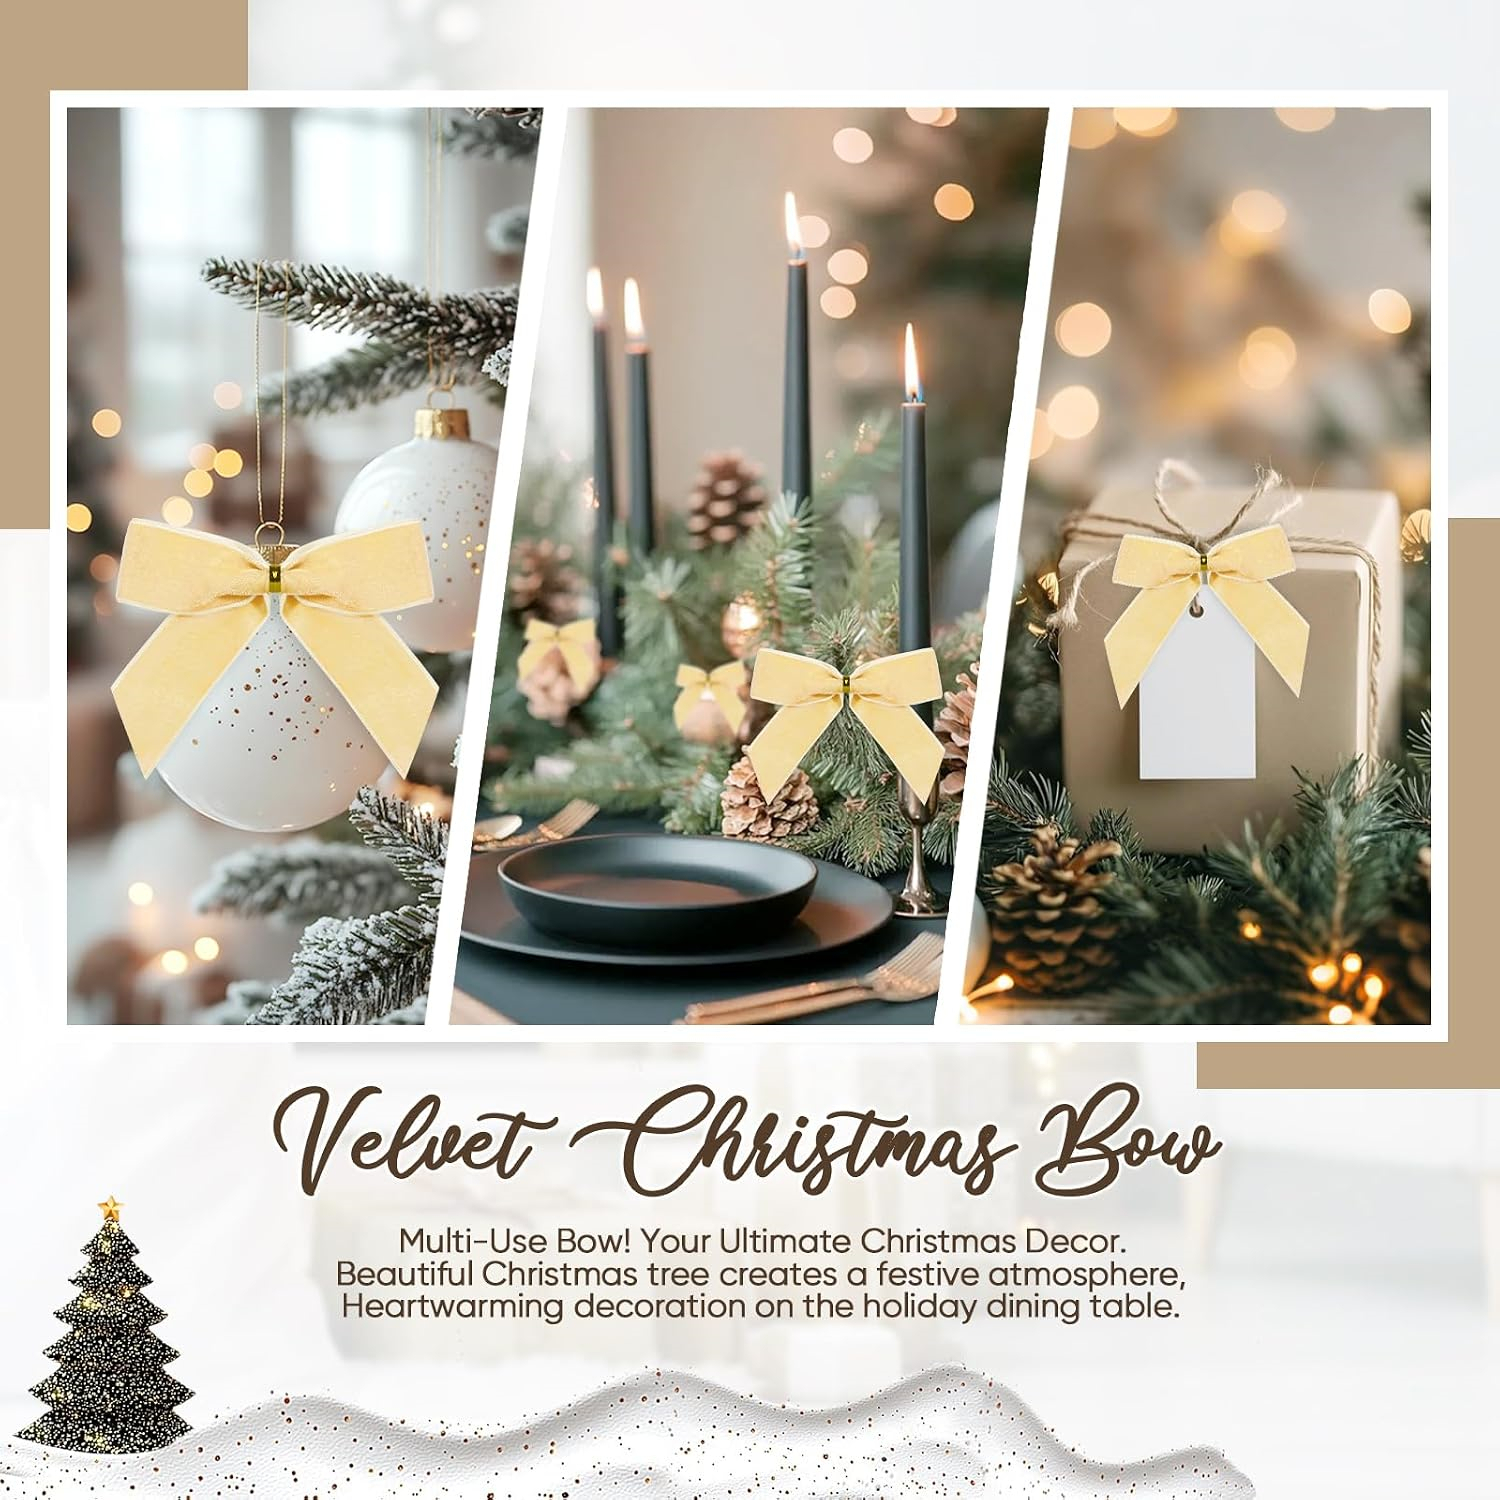 Velvet Christmas Bow
Multi-Use Bow! Your Ultimate Christmas Decor.
Beautiful Christmas tree creates a festive atmosphere,
Heartwarming decoration on the holiday dining table.